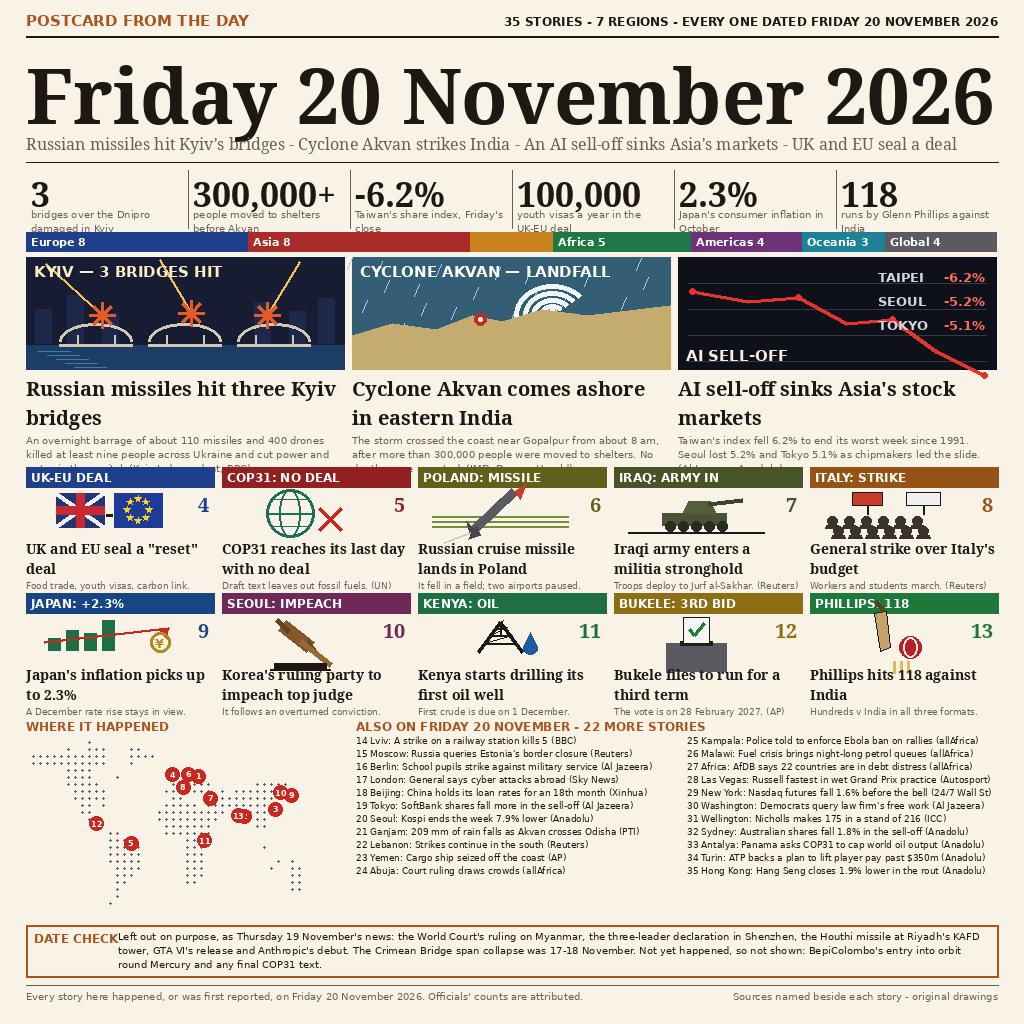 POSTCARD FROM THE DAY
35 STORIES - 7 REGIONS - EVERY ONE DATED FRIDAY 20 NOVEMBER 2026
Friday 20 November 2026
Russian missiles hit Kyiv's bridges - Cyclone Akvan strikes India - An AI sell-off sinks Asia's markets - UK and EU seal a deal
3
bridges over the Dnipro
damaged in Kyiv
300,000+
people moved to shelters
before Akvan
-6.2%
Taiwan's share index, Friday's
close
100,000
youth visas a year in the
UK-EU deal
2.3%
Japan's consumer inflation in
October
118
runs by Glenn Phillips against
India
Europe 8
Asia 8
Africa 5
Americas 4
Oceania 3
Global 4
KYIV — 3 BRIDGES HIT
CYCLONE AKVAN — LANDFALL
TAIPEI -6.2%
SEOUL -5.2%
TOKYO -5.1%
AI SELL-OFF
Russian missiles hit three Kyiv
bridges
An overnight barrage of about 110 missiles and 400 drones
killed at least nine people across Ukraine and cut power and
Cyclone Akvan comes ashore
in eastern India
The storm crossed the coast near Gopalpur from about 8 am,
after more than 300,000 people were moved to shelters. No
AI sell-off sinks Asia's stock
markets
Taiwan's index fell 6.2% to end its worst week since 1991.
Seoul lost 5.2% and Tokyo 5.1% as chipmakers led the slide.
UK-EU DEAL
4
UK and EU seal a "reset"
deal
Food trade, youth visas, carbon link.
COP31: NO DEAL
5
COP31 reaches its last day
with no deal
Draft text leaves out fossil fuels. (UN)
POLAND: MISSILE
6
Russian cruise missile
lands in Poland
It fell in a field; two airports paused.
IRAQ: ARMY IN
7
Iraqi army enters a
militia stronghold
Troops deploy to Jurf al-Sakhar. (Reuters)
ITALY: STRIKE
8
General strike over Italy's
budget
Workers and students march. (Reuters)
JAPAN: +2.3%
¥
9
Japan's inflation picks up
to 2.3%
A December rate rise stays in view.
SEOUL: IMPEACH
10
Korea's ruling party to
impeach top judge
It follows an overturned conviction.
KENYA: OIL
11
Kenya starts drilling its
first oil well
First crude is due on 1 December.
BUKELE: 3RD BID
12
Bukele files to run for a
third term
The vote is on 28 February 2027. (AP)
PHILLIPS: 118
13
Phillips hits 118 against
India
Hundreds v India in all three formats.
WHERE IT HAPPENED
4
6
1
8
7
10
9
3
13
12
5
11
ALSO ON FRIDAY 20 NOVEMBER - 22 MORE STORIES
14 Lviv: A strike on a railway station kills 5 (BBC)
15 Moscow: Russia queries Estonia's border closure (Reuters)
16 Berlin: School pupils strike against military service (Al Jazeera)
17 London: General says cyber attacks abroad (Sky News)
18 Beijing: China holds its loan rates for an 18th month (Xinhua)
19 Tokyo: SoftBank shares fall more in the sell-off (Al Jazeera)
20 Seoul: Kospi ends the week 7.9% lower (Anadolu)
21 Ganjam: 209 mm of rain falls as Akvan crosses Odisha (PTI)
22 Lebanon: Strikes continue in the south (Reuters)
23 Yemen: Cargo ship seized off the coast (AP)
24 Abuja: Court ruling draws crowds (allAfrica)
25 Kampala: Police told to enforce Ebola ban on rallies (allAfrica)
26 Malawi: Fuel crisis brings night-long petrol queues (allAfrica)
27 Africa: AfDB says 22 countries are in debt distress (allAfrica)
28 Las Vegas: Russell fastest in wet Grand Prix practice (Autosport)
29 New York: Nasdaq futures fall 1.6% before the bell (24/7 Wall St)
30 Washington: Democrats query law firm's free work (Al Jazeera)
31 Wellington: Nicholls makes 175 in a stand of 216 (ICC)
32 Sydney: Australian shares fall 1.8% in the sell-off (Anadolu)
33 Antalya: Panama asks COP31 to cap world oil output (Anadolu)
34 Turin: ATP backs a plan to lift player pay past $350m (Anadolu)
35 Hong Kong: Hang Seng closes 1.9% lower in the rout (Anadolu)
DATE CHECK
Left out on purpose, as Thursday 19 November's news: the World Court's ruling on Myanmar, the three-leader declaration in Shenzhen, the Houthi missile at Riyadh's KAFD
tower, GTA VI's release and Anthropic's debut. The Crimean Bridge span collapse was 17-18 November. Not yet happened, so not shown: BepiColombo's entry into orbit
round Mercury and any final COP31 text.
Every story here happened, or was first reported, on Friday 20 November 2026. Officials' counts are attributed.
Sources named beside each story - original drawings